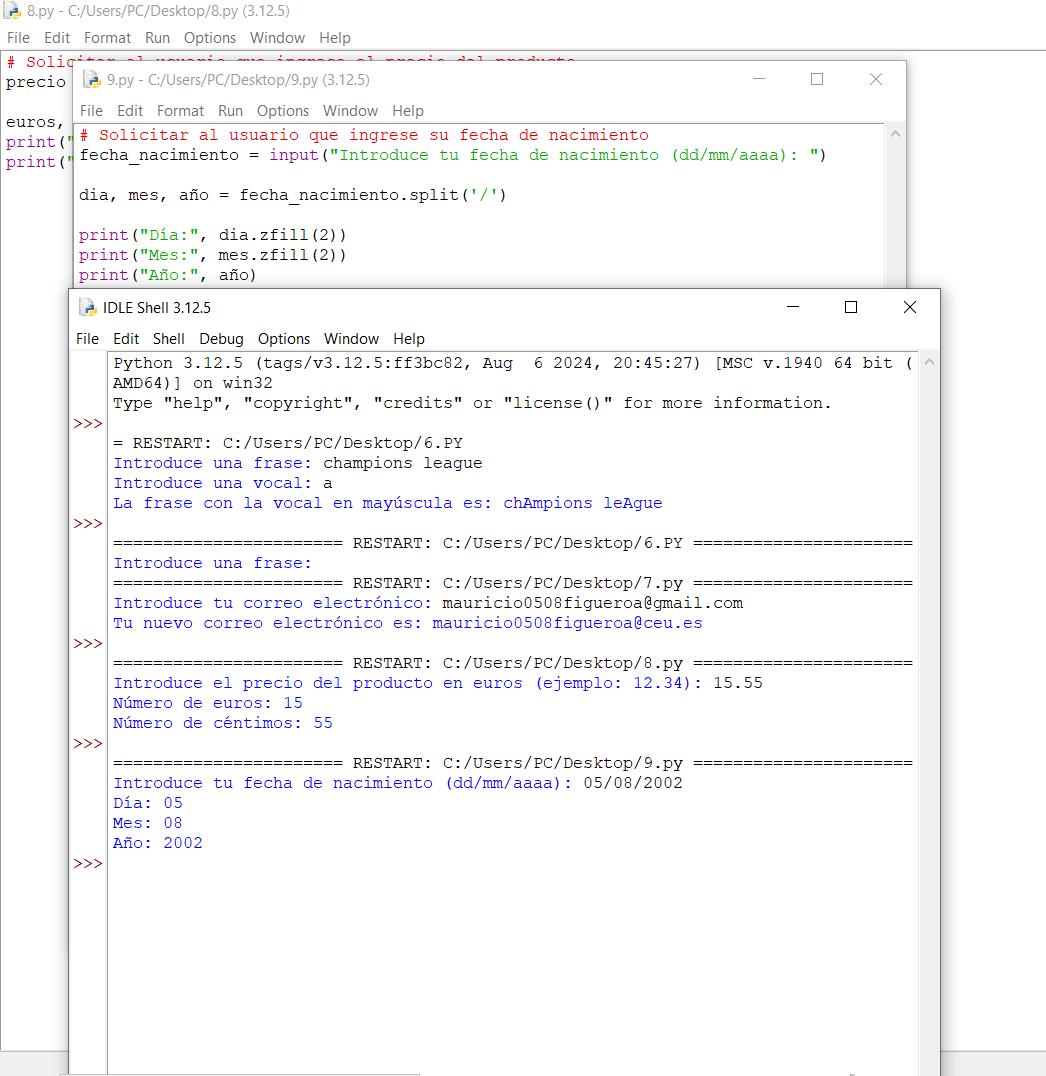 8.py - C:/Users/PC/Desktop/8.py (3.12.5)
File Edit Format Run Options Window Help
# Solicitar al usuario que ingrese el precio del producto
precio
euros,
print("
print("
9.py - C:/Users/PC/Desktop/9.py (3.12.5)
File Edit Format Run Options Window Help
# Solicitar al usuario que ingrese su fecha de nacimiento
fecha_nacimiento = input("Introduce tu fecha de nacimiento (dd/mm/aaaa): ")
dia, mes, año = fecha_nacimiento.split('/')
print("Día:", dia.zfill(2))
print("Mes:", mes.zfill(2))
print("Año:", año)
IDLE Shell 3.12.5
File Edit Shell Debug Options Window Help
Python 3.12.5 (tags/v3.12.5:ff3bc82, Aug  6 2024, 20:45:27) [MSC v.1940 64 bit (
AMD64)] on win32
Type "help", "copyright", "credits" or "license()" for more information.
>>>
= RESTART: C:/Users/PC/Desktop/6.PY
Introduce una frase: champions league
Introduce una vocal: a
La frase con la vocal en mayúscula es: chAmpions leAgue
>>>
======================= RESTART: C:/Users/PC/Desktop/6.PY ======================
Introduce una frase:
======================= RESTART: C:/Users/PC/Desktop/7.py ======================
Introduce tu correo electrónico: mauricio0508figueroa@gmail.com
Tu nuevo correo electrónico es: mauricio0508figueroa@ceu.es
>>>
======================= RESTART: C:/Users/PC/Desktop/8.py ======================
Introduce el precio del producto en euros (ejemplo: 12.34): 15.55
Número de euros: 15
Número de céntimos: 55
>>>
======================= RESTART: C:/Users/PC/Desktop/9.py ======================
Introduce tu fecha de nacimiento (dd/mm/aaaa): 05/08/2002
Día: 05
Mes: 08
Año: 2002
>>>